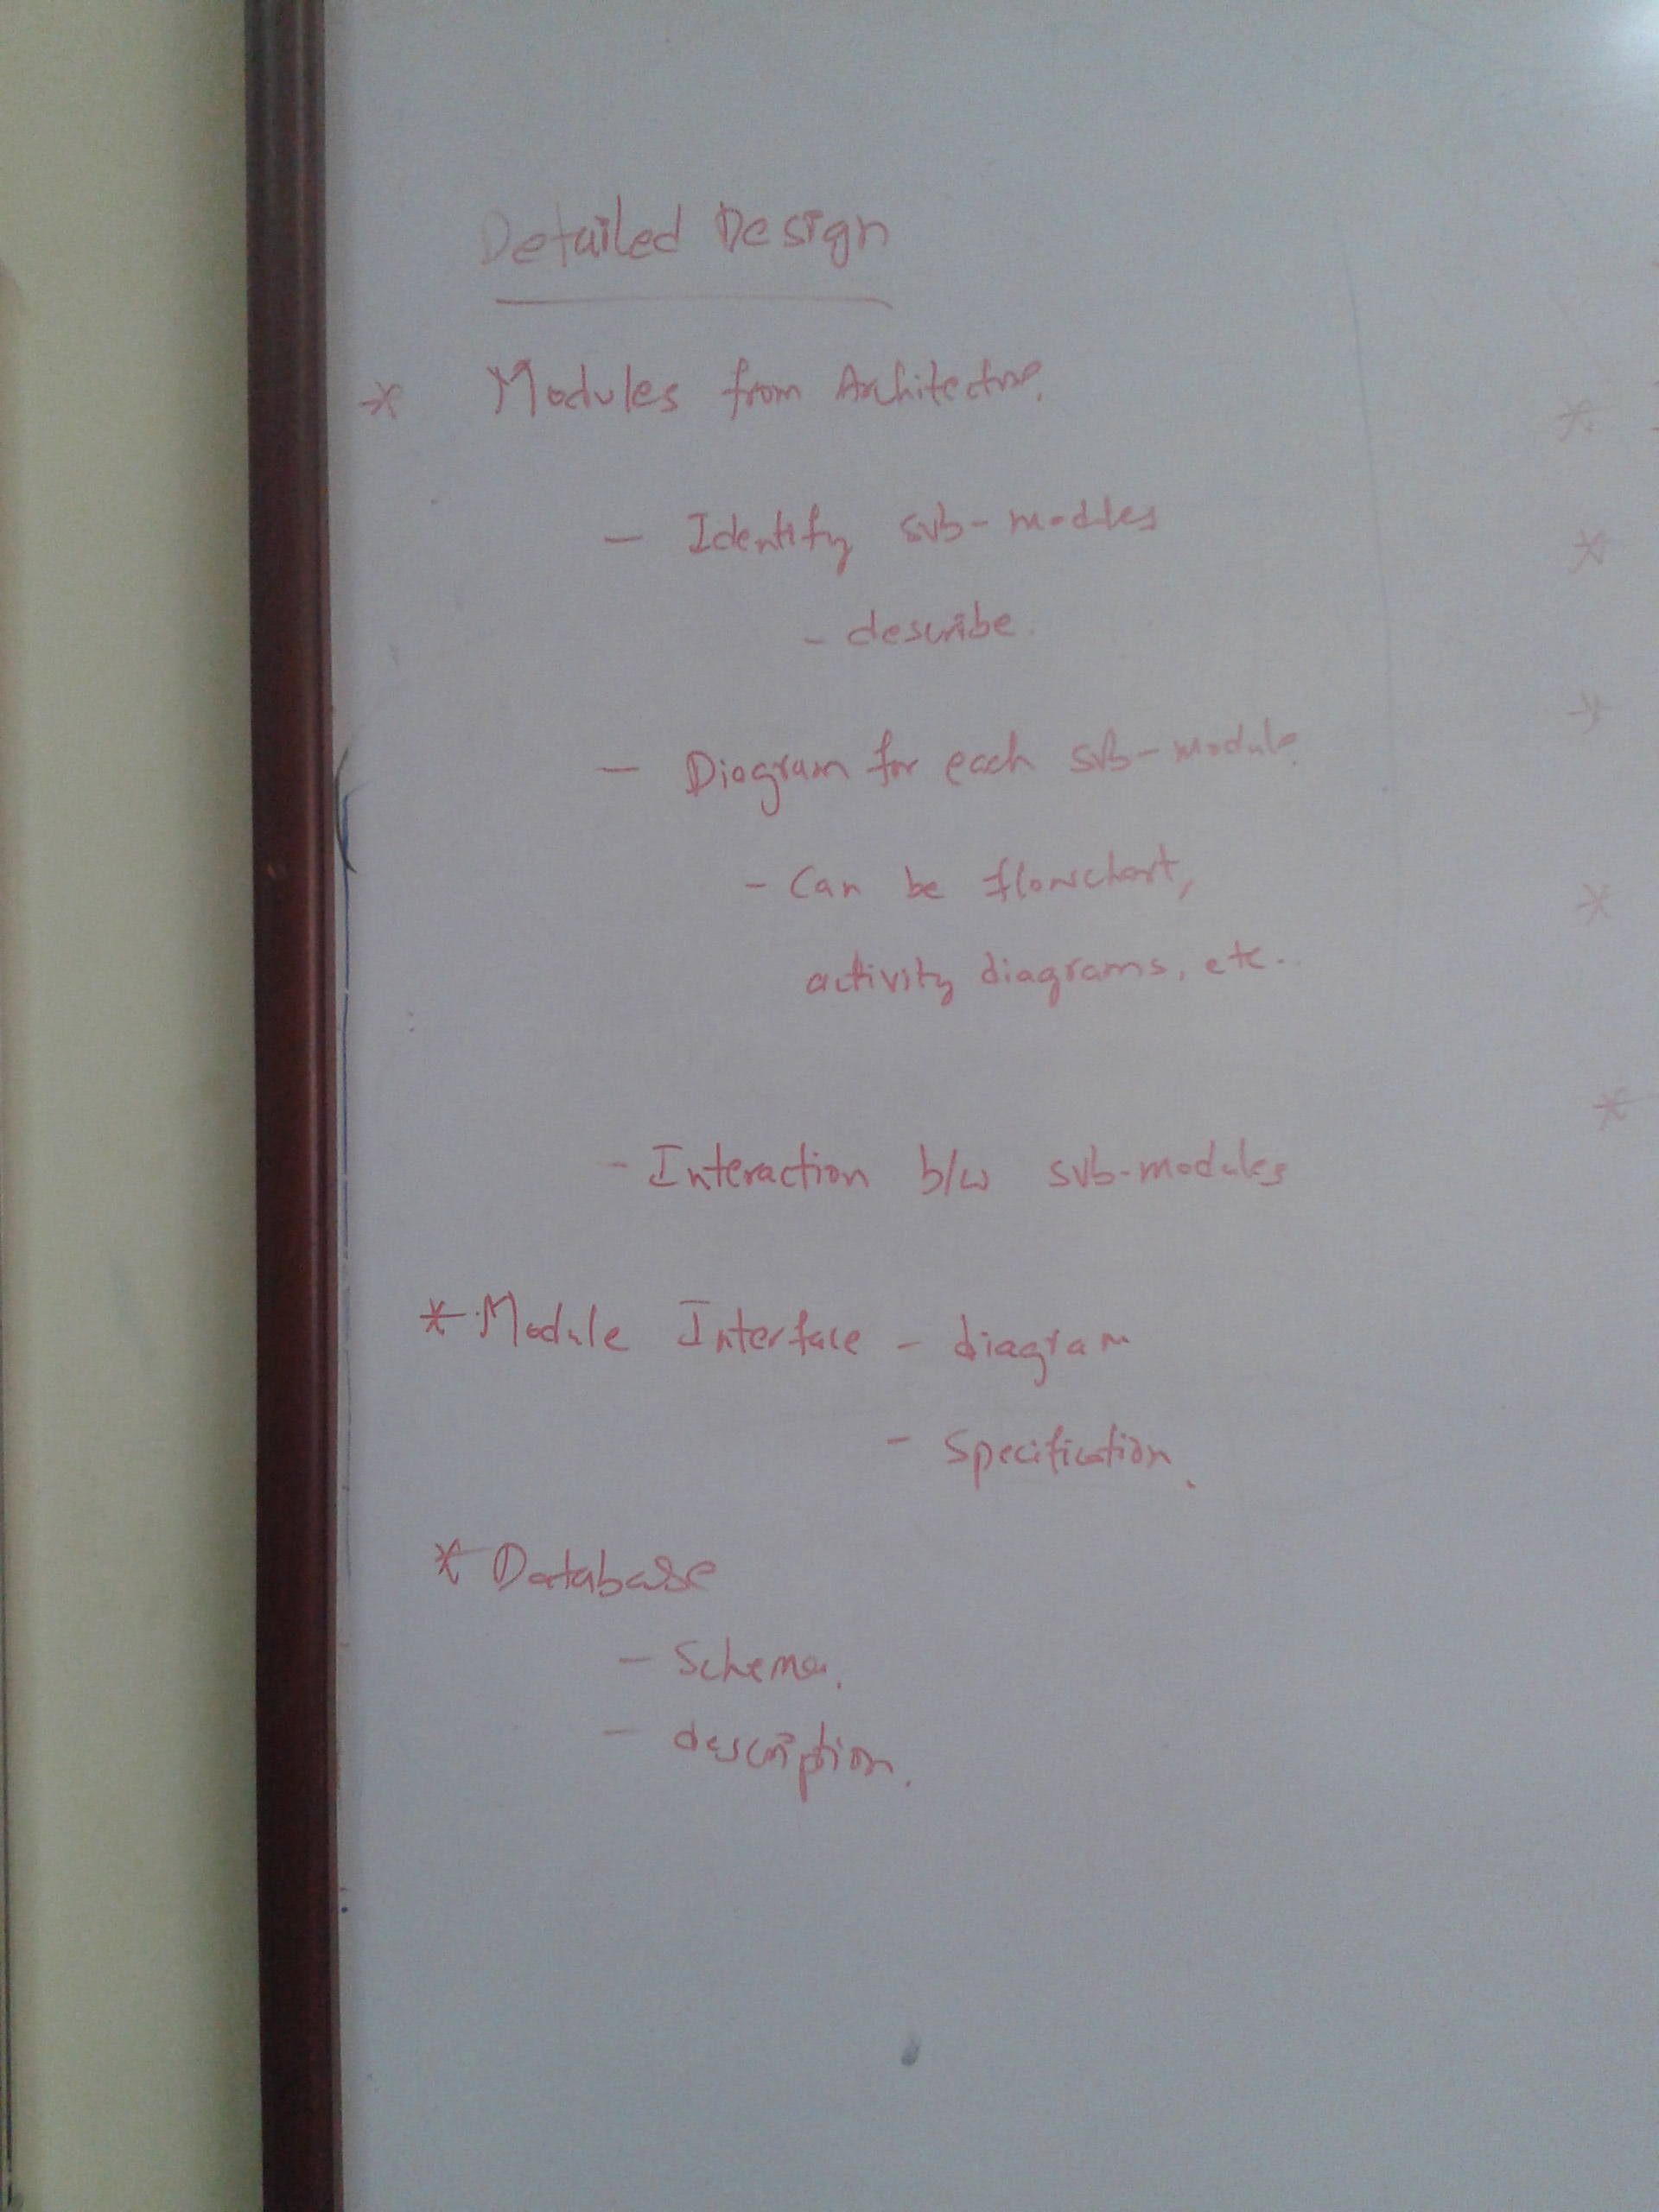 Detailed Design
* Modules from Architecture.
- Identify sub-modules
- describe.
- Diagram for each sub-module.
- Can be flowchart,
activity diagrams, etc..
- Interaction b/w sub-modules
* Module Interface - diagram
- Specification.
* Database
- Schema.
- description.
*
*
*
*
*